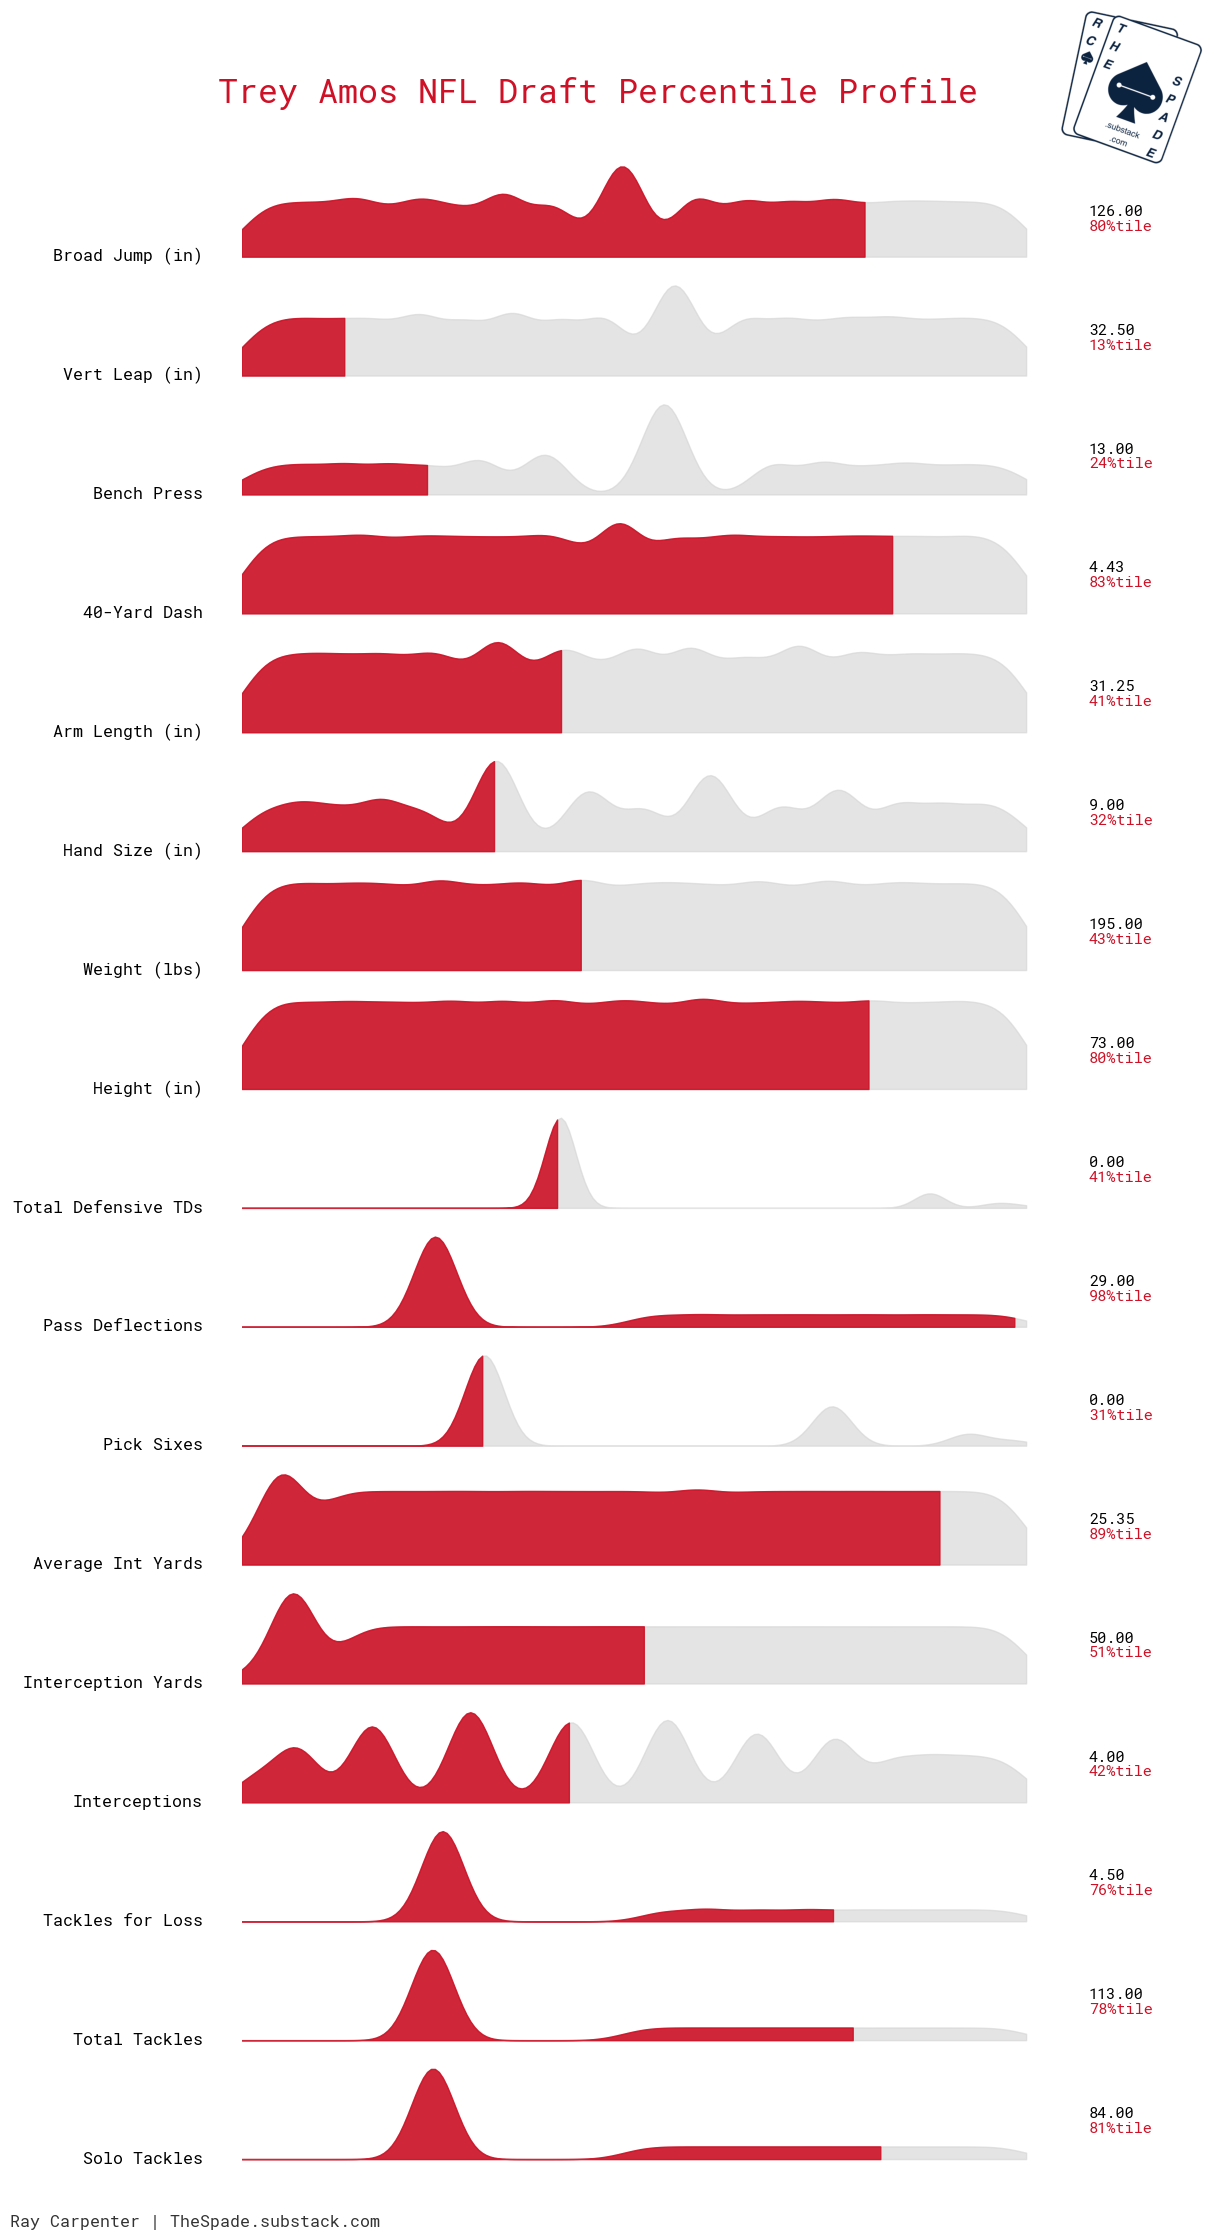 R
C
T
H
E
S
P
A
D
E
.substack
.com
Trey Amos NFL Draft Percentile Profile
Broad Jump (in)
126.00
80%tile
Vert Leap (in)
32.50
13%tile
Bench Press
13.00
24%tile
40-Yard Dash
4.43
83%tile
Arm Length (in)
31.25
41%tile
Hand Size (in)
9.00
32%tile
Weight (lbs)
195.00
43%tile
Height (in)
73.00
80%tile
Total Defensive TDs
0.00
41%tile
Pass Deflections
29.00
98%tile
Pick Sixes
0.00
31%tile
Average Int Yards
25.35
89%tile
Interception Yards
50.00
51%tile
Interceptions
4.00
42%tile
Tackles for Loss
4.50
76%tile
Total Tackles
113.00
78%tile
Solo Tackles
84.00
81%tile
Ray Carpenter | TheSpade.substack.com